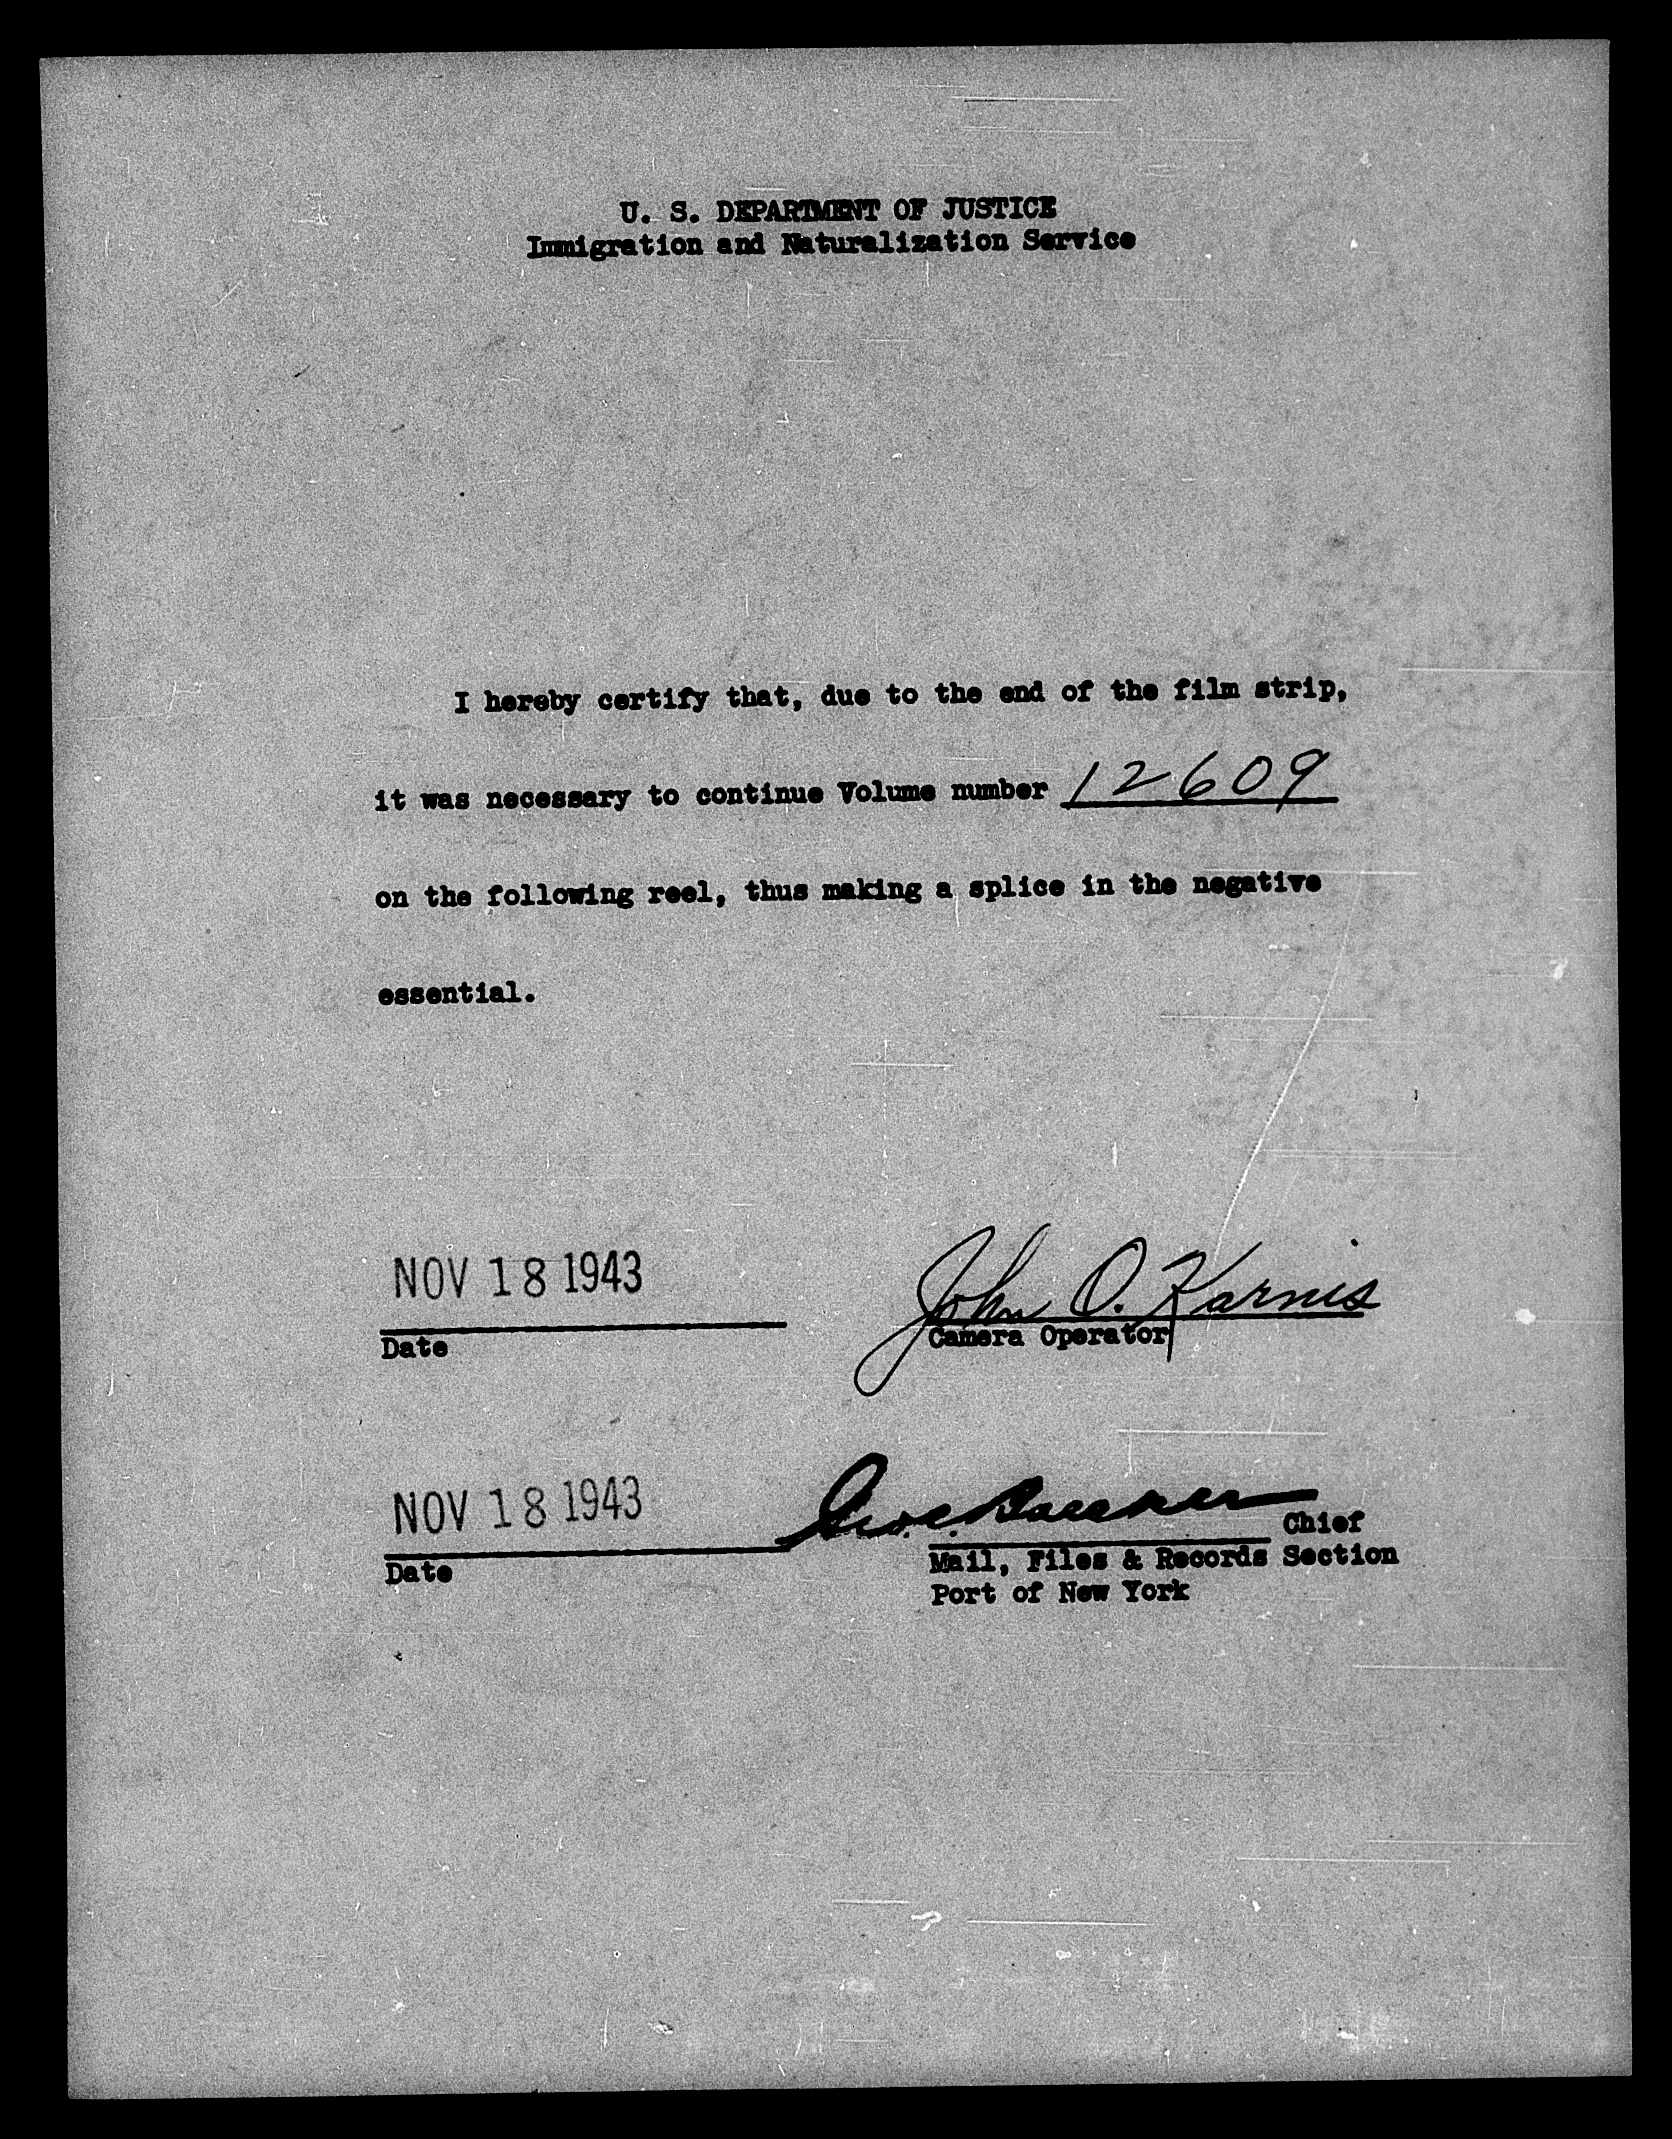 U. S. DEPARTMENT OF JUSTICE
Immigration and Naturalization Service
I hereby certify that, due to the end of the film strip,
it was necessary to continue Volume number 12609
on the following reel, thus making a splice in the negative
essential.
NOV 18 1943
John O. Karnis
Date
Camera Operator
NOV 18 1943
Chief
Date
Mail, Files & Records Section
Port of New York